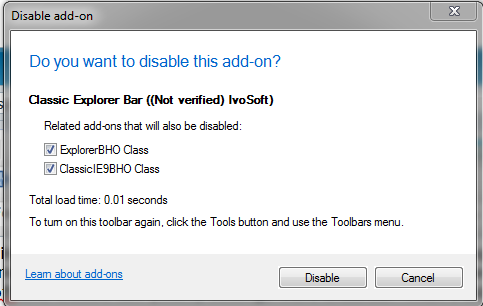 Disable add-on
Do you want to disable this add-on?
Classic Explorer Bar ((Not verified) IvoSoft)
Related add-ons that will also be disabled:
ExplorerBHO Class
ClassicIE9BHO Class
Total load time: 0.01 seconds
To turn on this toolbar again, click the Tools button and use the Toolbars menu.
Learn about add-ons
Disable
Cancel